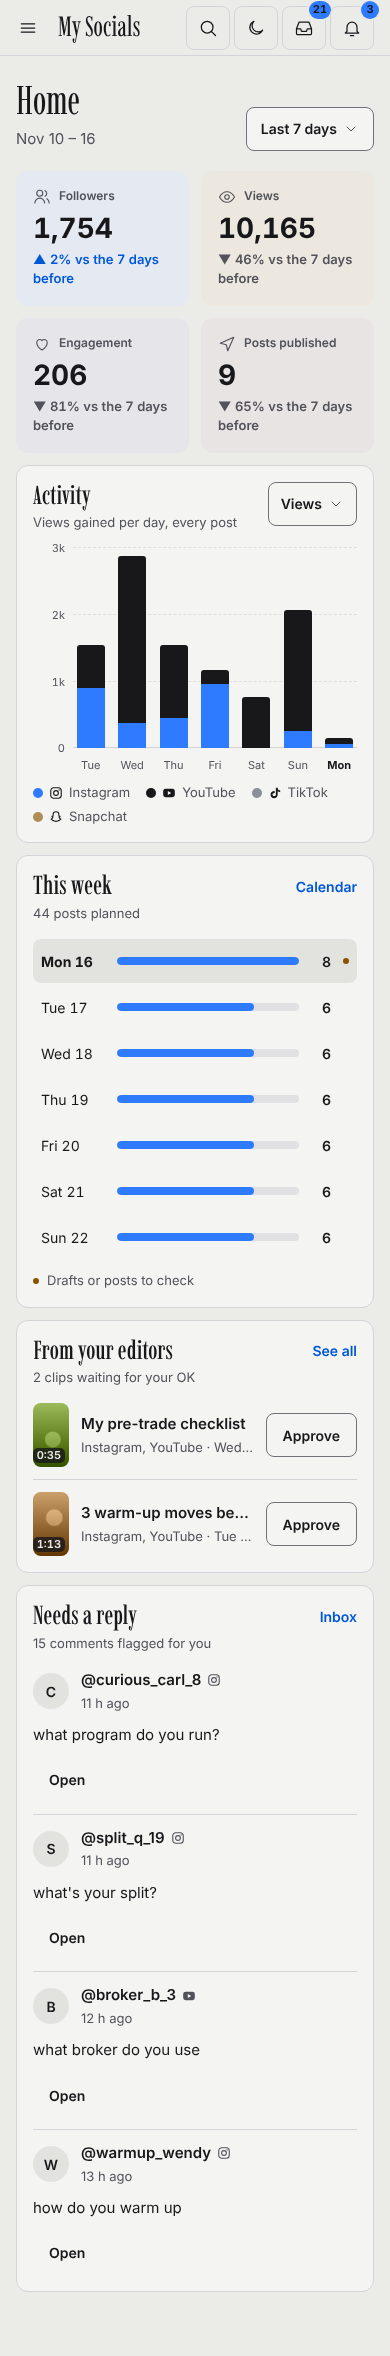 My Socials
21
3
Home
Nov 10 – 16
Last 7 days
Followers
1,754
▲ 2% vs the 7 days
before
Views
10,165
▼ 46% vs the 7 days
before
Engagement
206
▼ 81% vs the 7 days
before
Posts published
9
▼ 65% vs the 7 days
before
Activity
Views gained per day, every post
Views
3k
2k
1k
0
Tue Wed Thu Fri Sat Sun Mon
Instagram YouTube TikTok
Snapchat
This week
Calendar
44 posts planned
Mon 16 8
Tue 17 6
Wed 18 6
Thu 19 6
Fri 20 6
Sat 21 6
Sun 22 6
Drafts or posts to check
From your editors
See all
2 clips waiting for your OK
0:35
My pre-trade checklist
Instagram, YouTube · Wed...
Approve
1:13
3 warm-up moves be...
Instagram, YouTube · Tue ...
Approve
Needs a reply
Inbox
15 comments flagged for you
C
@curious_carl_8
11 h ago
what program do you run?
Open
S
@split_q_19
11 h ago
what's your split?
Open
B
@broker_b_3
12 h ago
what broker do you use
Open
W
@warmup_wendy
13 h ago
how do you warm up
Open